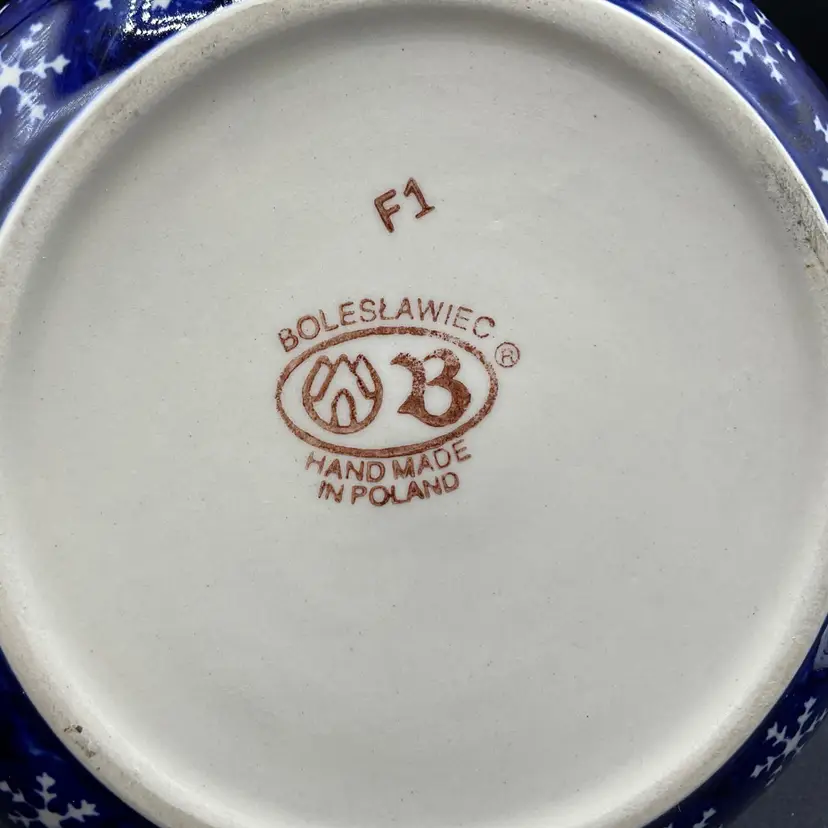 F1
BOLESŁAWIEC
®
B
HAND MADE
IN POLAND